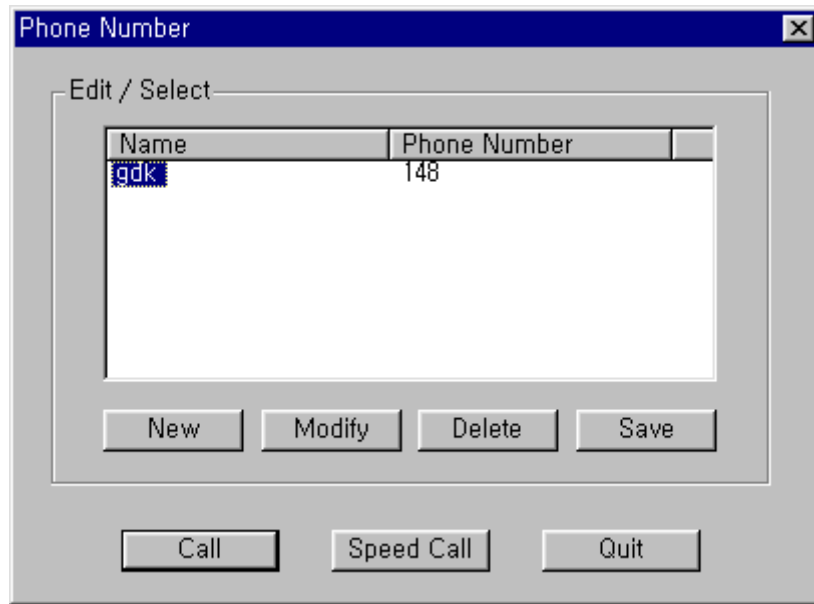 Phone Number
Edit / Select
Name Phone Number
gdk 148
New Modify Delete Save
Call Speed Call Quit